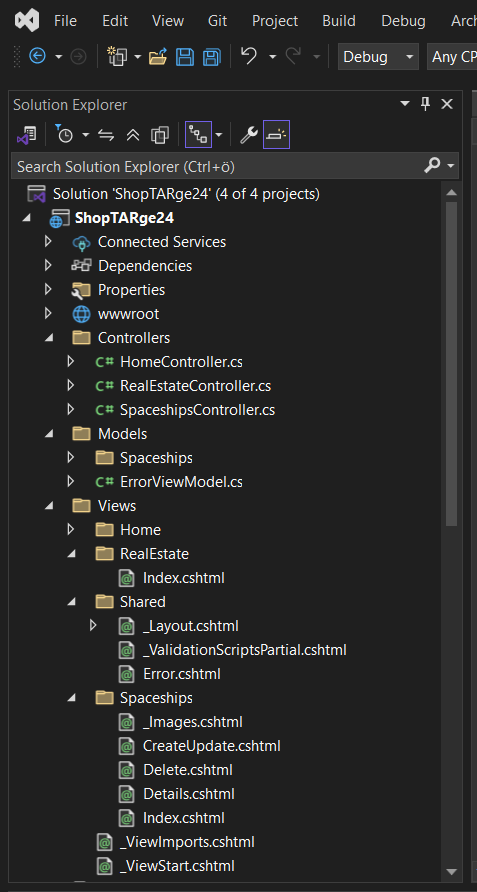 File Edit View Git Project Build Debug
Debug Any CP
Solution Explorer
Search Solution Explorer (Ctrl+ö)
Solution 'ShopTARge24' (4 of 4 projects)
ShopTARge24
Connected Services
Dependencies
Properties
wwwroot
Controllers
C# HomeController.cs
C# RealEstateController.cs
C# SpaceshipsController.cs
Models
Spaceships
C# ErrorViewModel.cs
Views
Home
RealEstate
Index.cshtml
Shared
_Layout.cshtml
_ValidationScriptsPartial.cshtml
Error.cshtml
Spaceships
_Images.cshtml
CreateUpdate.cshtml
Delete.cshtml
Details.cshtml
Index.cshtml
_ViewImports.cshtml
_ViewStart.cshtml